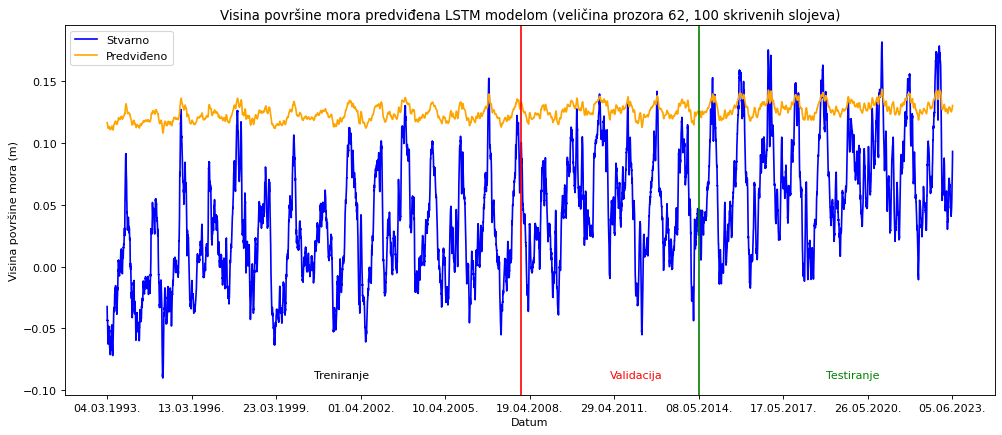 Visina površine mora predviđena LSTM modelom (veličina prozora 62, 100 skrivenih slojeva)
Stvarno
Predviđeno
Visina površine mora (m)
0.15
0.10
0.05
0.00
−0.05
−0.10
Treniranje
Validacija
Testiranje
04.03.1993.
13.03.1996.
23.03.1999.
01.04.2002.
10.04.2005.
19.04.2008.
29.04.2011.
08.05.2014.
17.05.2017.
26.05.2020.
05.06.2023.
Datum